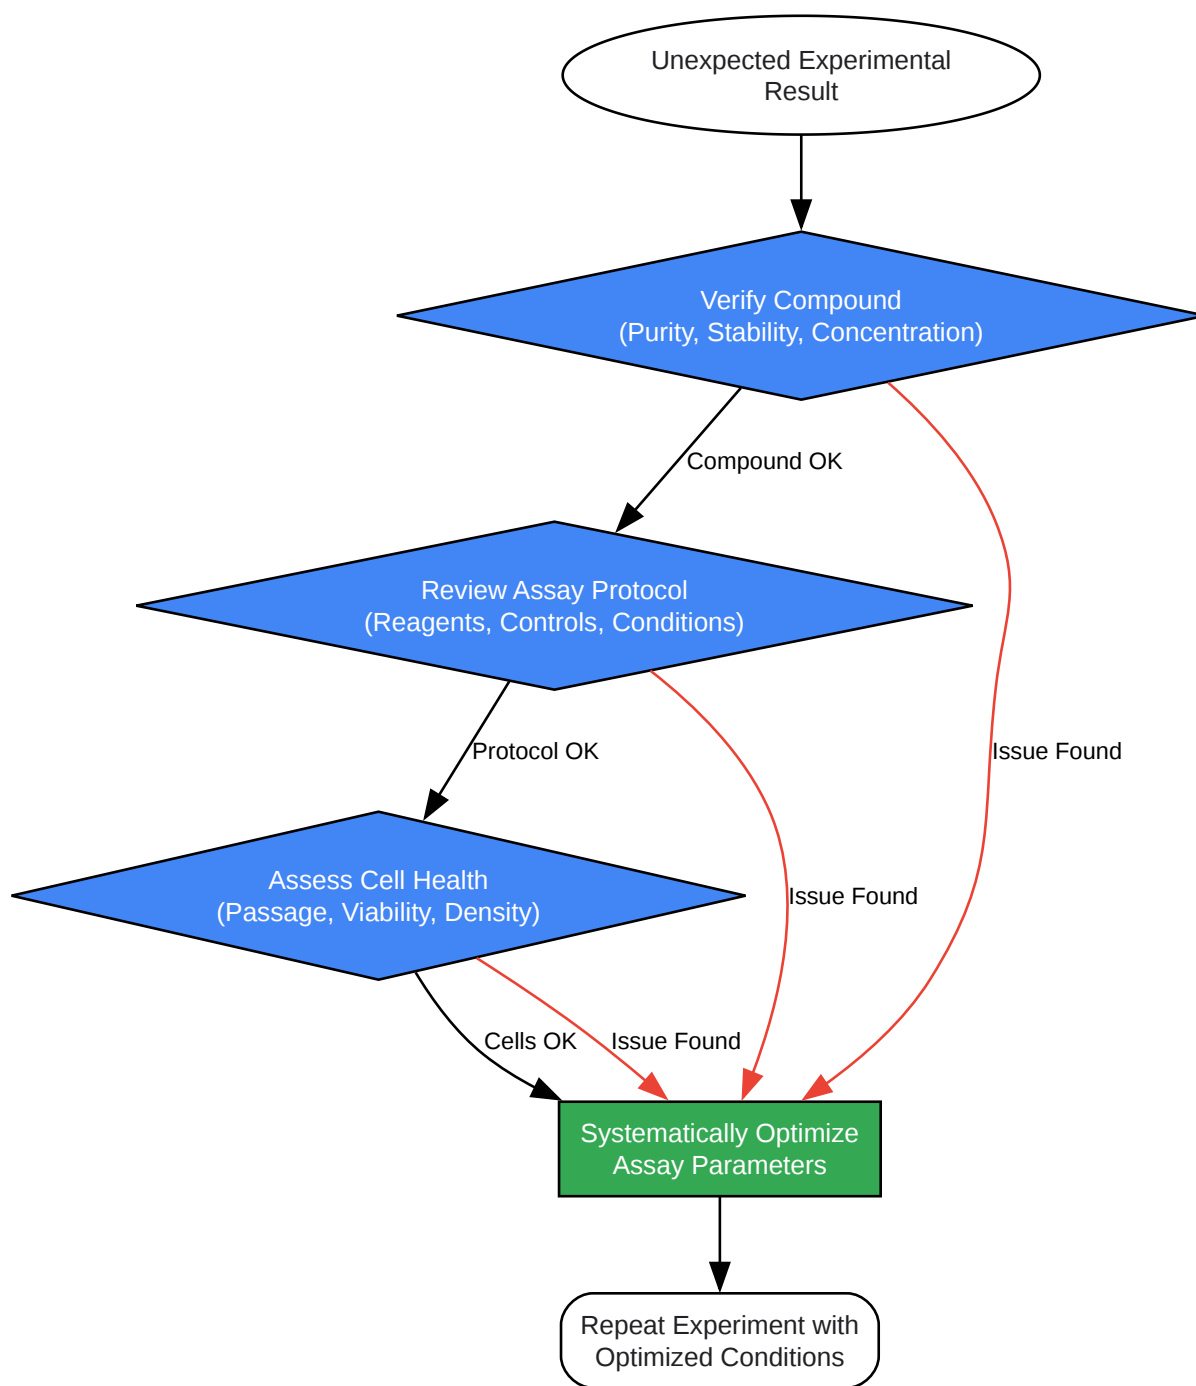 Unexpected Experimental
Result
Verify Compound
(Purity, Stability, Concentration)
Compound OK
Review Assay Protocol
(Reagents, Controls, Conditions)
Protocol OK
Issue Found
Assess Cell Health
(Passage, Viability, Density)
Issue Found
Cells OK
Issue Found
Systematically Optimize
Assay Parameters
Repeat Experiment with
Optimized Conditions